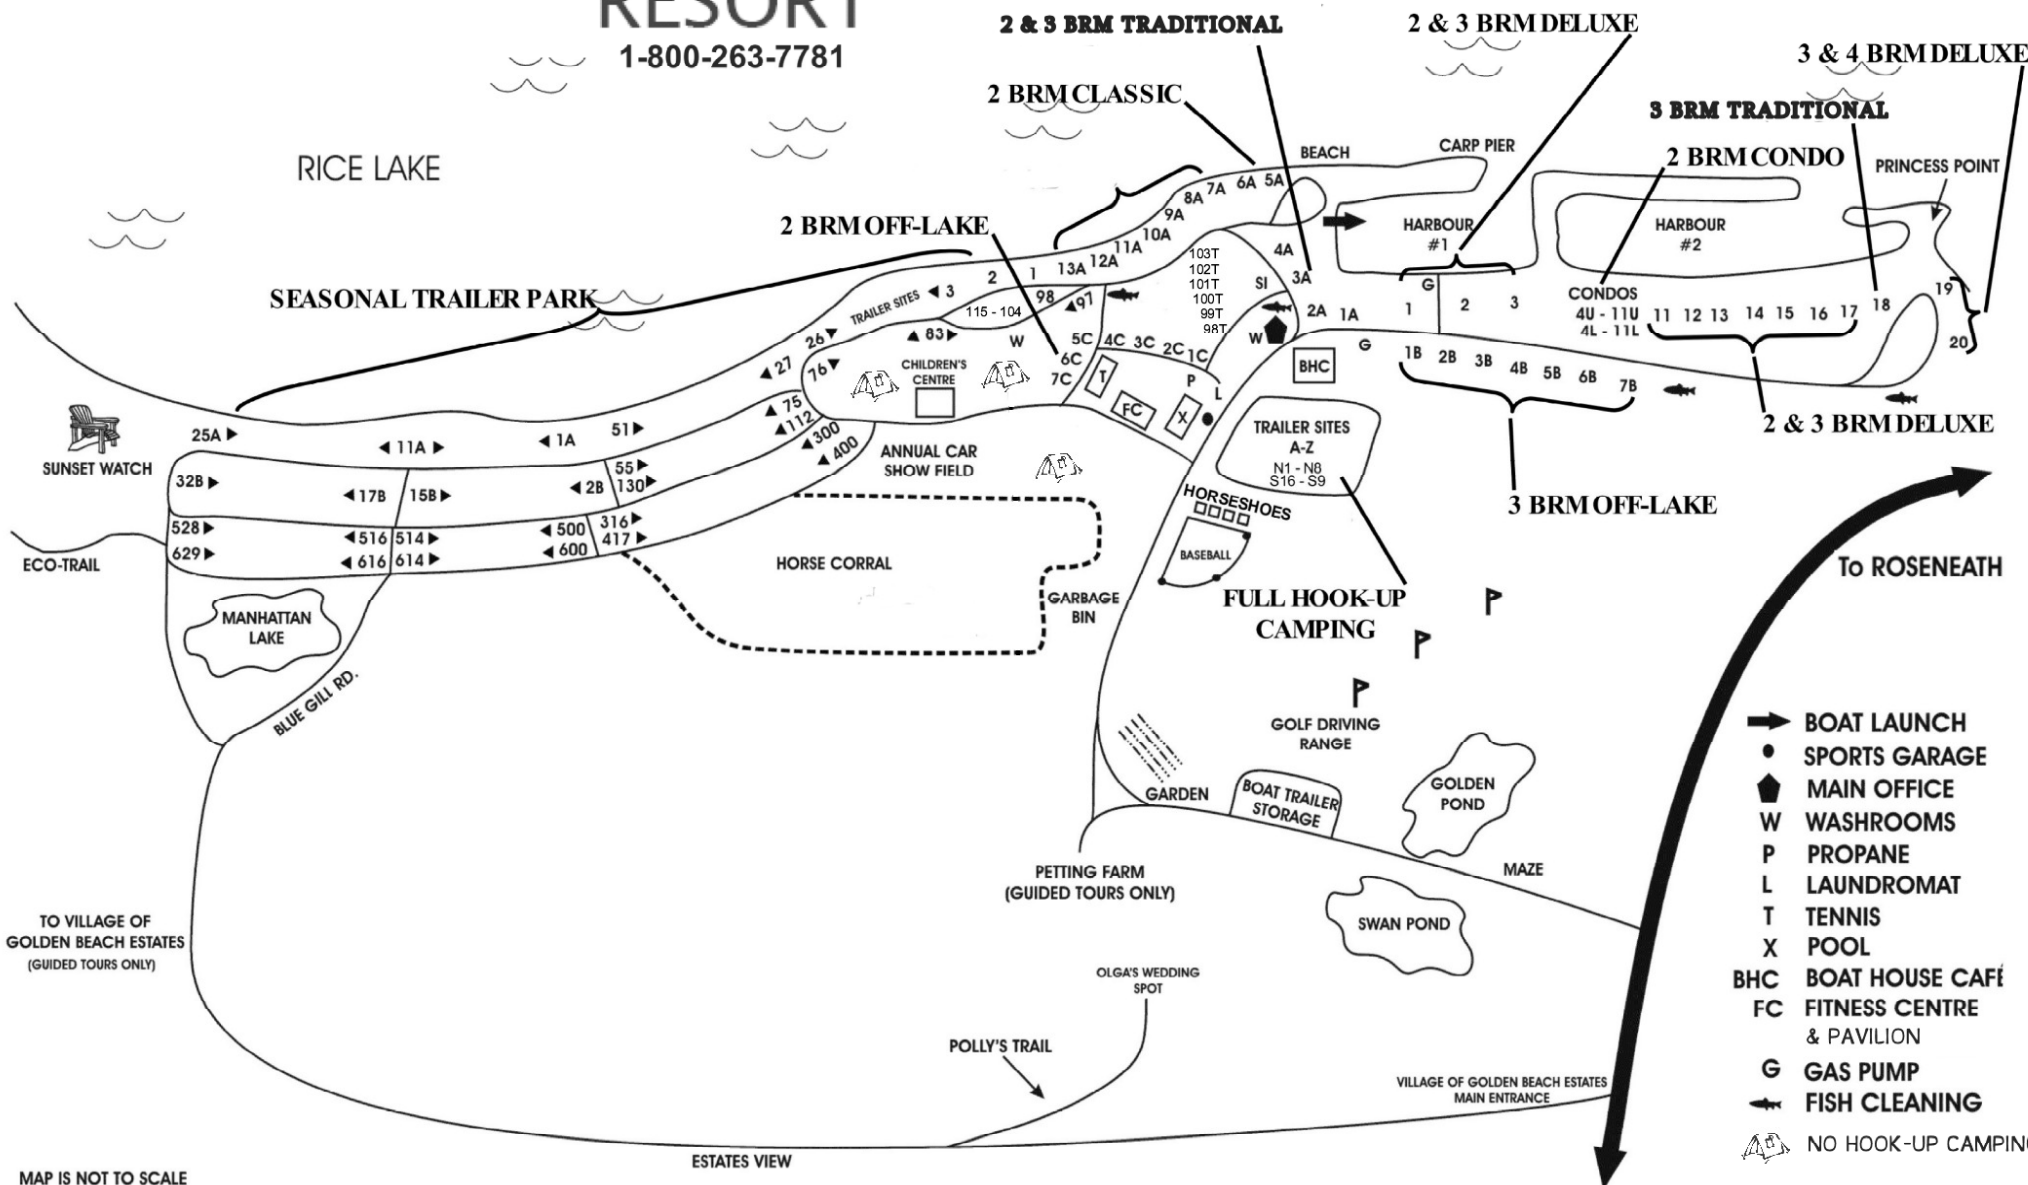 RESORT
1-800-263-7781
2 & 3 BRM TRADITIONAL
2 & 3 BRM DELUXE
3 & 4 BRM DELUXE
2 BRM CLASSIC
3 BRM TRADITIONAL
2 BRM CONDO
BEACH
CARP PIER
PRINCESS POINT
RICE LAKE
2 BRM OFF-LAKE
SEASONAL TRAILER PARK
HARBOUR
#1
HARBOUR
#2
5A
6A
7A
8A
9A
10A
11A
12A
13A
1
2
3
TRAILER SITES
4A
3A
2A
1A
SI
103T
102T
101T
100T
99T
98T
W
G
1
2
3
G
CONDOS
4U - 11U
4L - 11L
11 12 13 14 15 16 17
18
19
20
1B 2B 3B 4B 5B 6B 7B
2 & 3 BRM DELUXE
3 BRM OFF-LAKE
BHC
98
97
115 - 104
83
W
26
27
76
75
112
300
400
CHILDREN'S
CENTRE
5C
6C
7C
4C 3C 2C 1C
T
FC
X
P
L
TRAILER SITES
A-Z
N1 - N8
S16 - S9
FULL HOOK-UP
CAMPING
HORSESHOES
BASEBALL
ANNUAL CAR
SHOW FIELD
HORSE CORRAL
GARBAGE
BIN
SUNSET WATCH
25A
11A
1A
51
32B
17B
15B
2B
55
130
528
516
514
500
316
629
616
614
600
417
ECO-TRAIL
MANHATTAN
LAKE
BLUE GILL RD.
To ROSENEATH
GOLF DRIVING
RANGE
GARDEN
BOAT TRAILER
STORAGE
GOLDEN
POND
MAZE
SWAN POND
PETTING FARM
(GUIDED TOURS ONLY)
TO VILLAGE OF
GOLDEN BEACH ESTATES
(GUIDED TOURS ONLY)
OLGA'S WEDDING
SPOT
POLLY'S TRAIL
VILLAGE OF GOLDEN BEACH ESTATES
MAIN ENTRANCE
ESTATES VIEW
MAP IS NOT TO SCALE
BOAT LAUNCH
SPORTS GARAGE
MAIN OFFICE
W WASHROOMS
P PROPANE
L LAUNDROMAT
T TENNIS
X POOL
BHC BOAT HOUSE CAFÉ
FC FITNESS CENTRE
& PAVILION
G GAS PUMP
FISH CLEANING
NO HOOK-UP CAMPIN